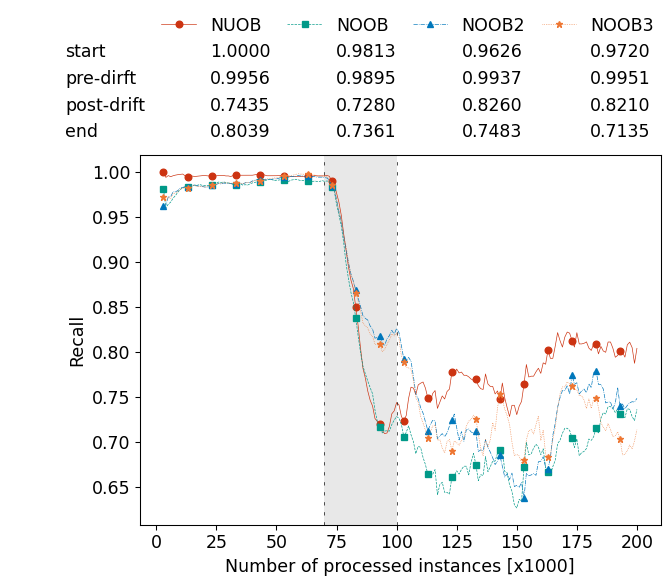 NUOB NOOB NOOB2 NOOB3
start 1.0000 0.9813 0.9626 0.9720
pre-dirft 0.9956 0.9895 0.9937 0.9951
post-drift 0.7435 0.7280 0.8260 0.8210
end 0.8039 0.7361 0.7483 0.7135
1.00
0.95
0.90
0.85
0.80
0.75
0.70
0.65
Recall
0 25 50 75 100 125 150 175 200
Number of processed instances [x1000]